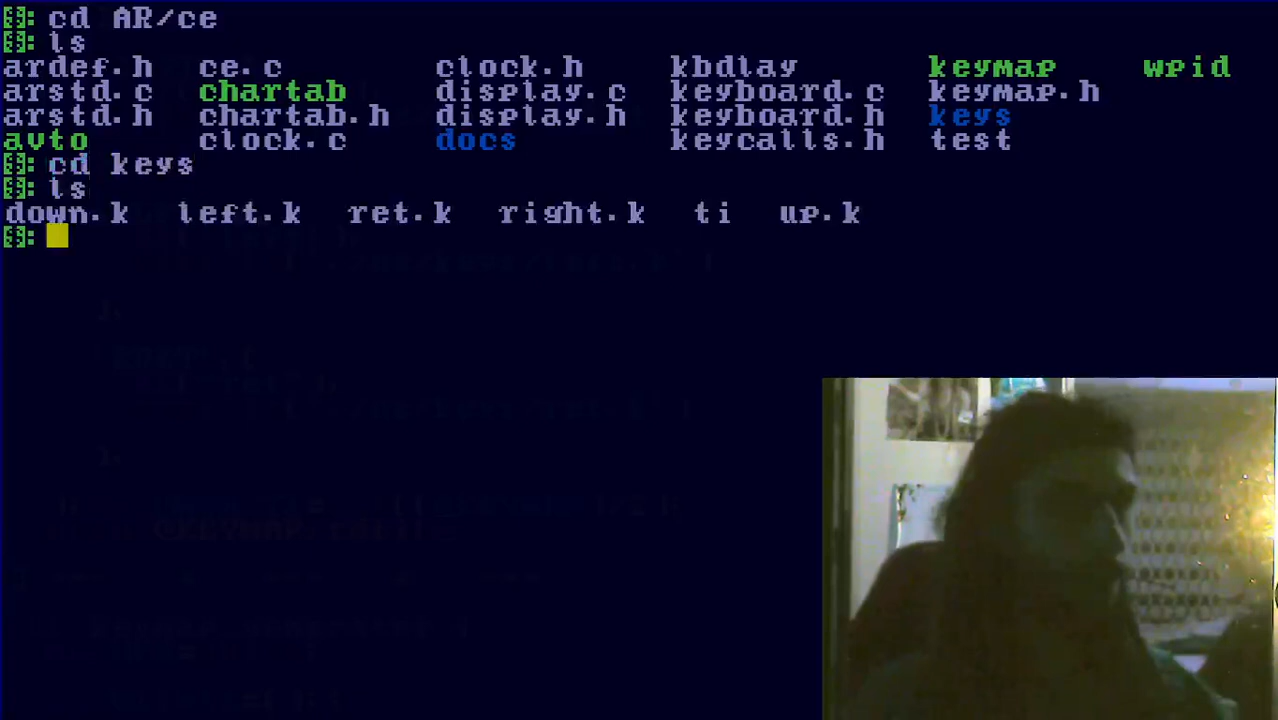 cd AR/ce
ls
ardef.h ce.c clock.h kbdlay keymap wpid
arstd.c chartab display.c keyboard.c keymap.h
arstd.h chartab.h display.h keyboard.h keys
avto clock.c docs keycalls.h test
cd keys
ls
down.k left.k ret.k right.k ti up.k